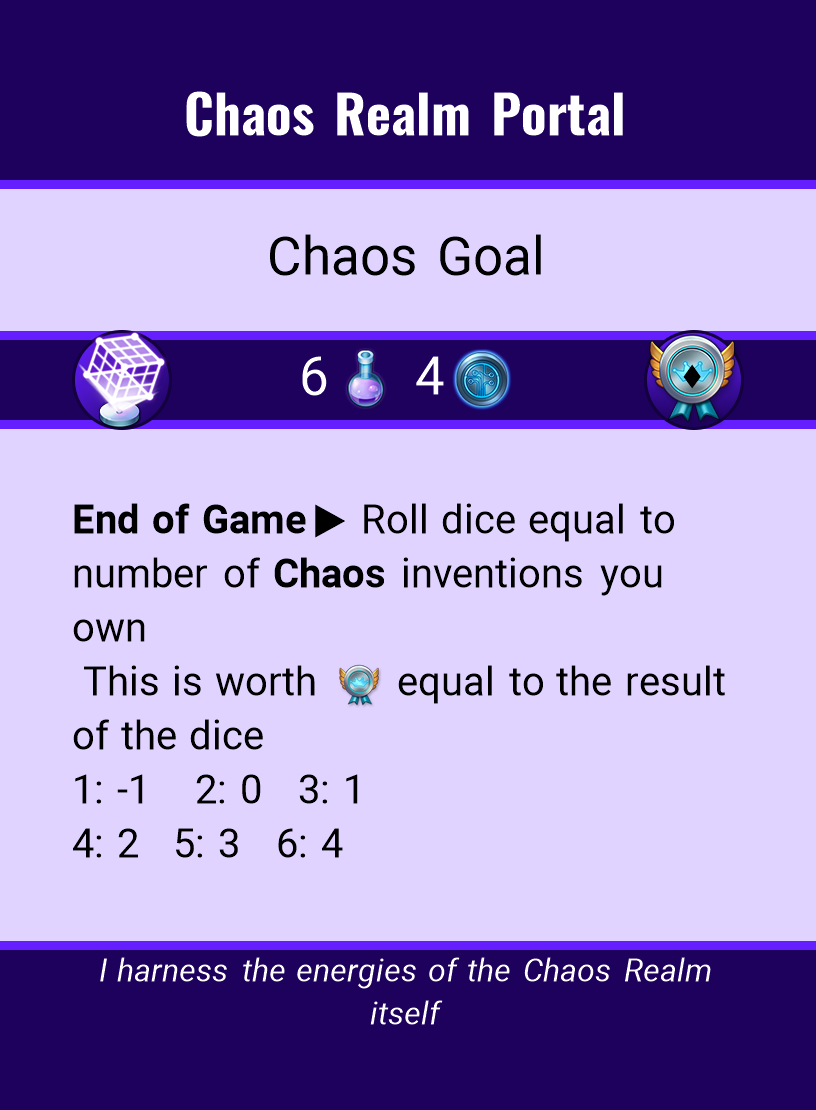 Chaos Realm Portal
Chaos Goal
6 4
End of Game▶ Roll dice equal to
number of Chaos inventions you
own
This is worth equal to the result
of the dice
1: -1 2: 0 3: 1
4: 2 5: 3 6: 4
I harness the energies of the Chaos Realm
itself